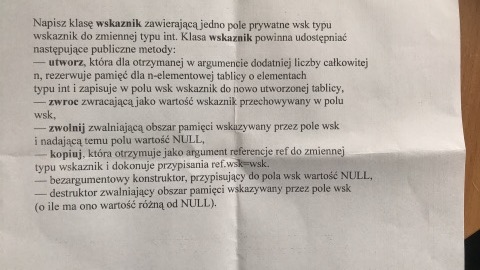 Napisz klasę wskaznik zawierającą jedno pole prywatne wsk typu
wskaznik do zmiennej typu int. Klasa wskaznik powinna udostępniać
następujące publiczne metody:
— utworz, która dla otrzymanej w argumencie dodatniej liczby całkowitej
n, rezerwuje pamięć dla n-elementowej tablicy o elementach
typu int i zapisuje w polu wsk wskaznik do nowo utworzonej tablicy,
— zwroc zwracającą jako wartość wskaznik przechowywany w polu
wsk,
— zwolnij zwalniającą obszar pamięci wskazywany przez pole wsk
i nadającą temu polu wartość NULL,
— kopiuj, która otrzymuje jako argument referencje ref do zmiennej
typu wskaznik i dokonuje przypisania ref.wsk=wsk.
— bezargumentowy konstruktor, przypisujący do pola wsk wartość NULL,
— destruktor zwalniający obszar pamięci wskazywany przez pole wsk
(o ile ma ono wartość różną od NULL).